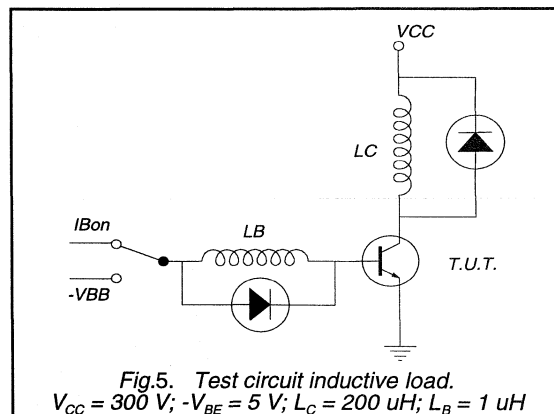 VCC
LC
IBon
LB
-VBB
T.U.T.
Fig.5. Test circuit inductive load.
VCC = 300 V; -VBE = 5 V; LC = 200 uH; LB = 1 uH